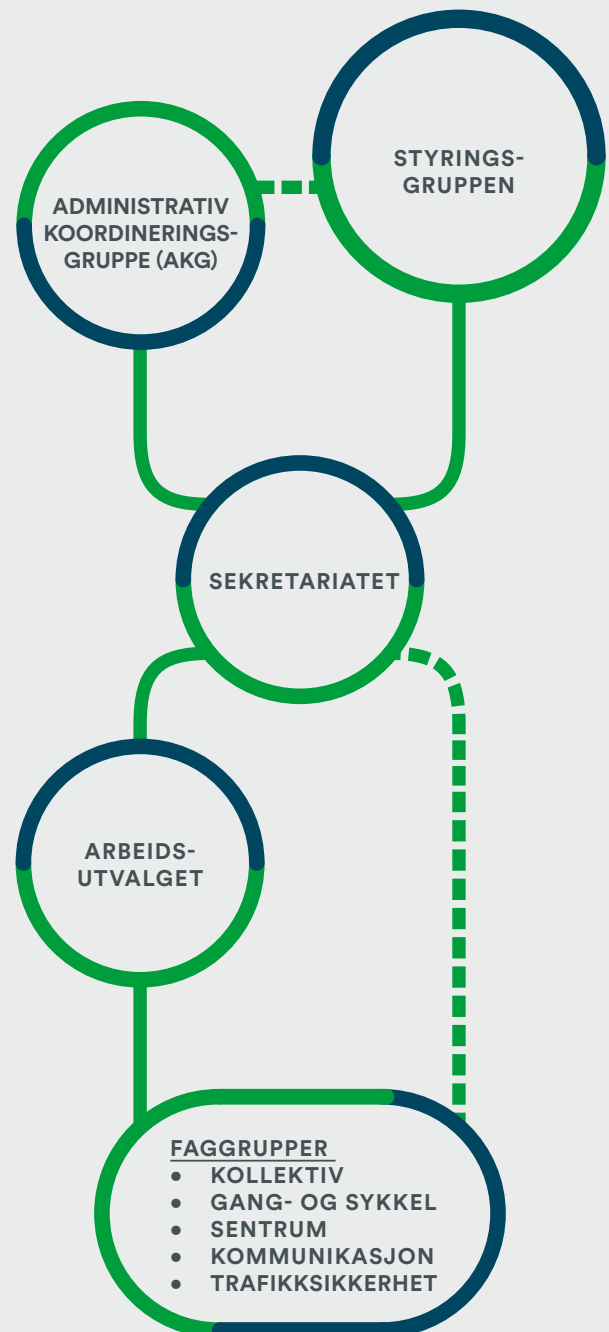 ADMINISTRATIV
KOORDINERINGS-
GRUPPE (AKG)
STYRINGS-
GRUPPEN
SEKRETARIATET
ARBEIDS-
UTVALGET
FAGGRUPPER
• KOLLEKTIV
• GANG- OG SYKKEL
• SENTRUM
• KOMMUNIKASJON
• TRAFIKKSIKKERHET